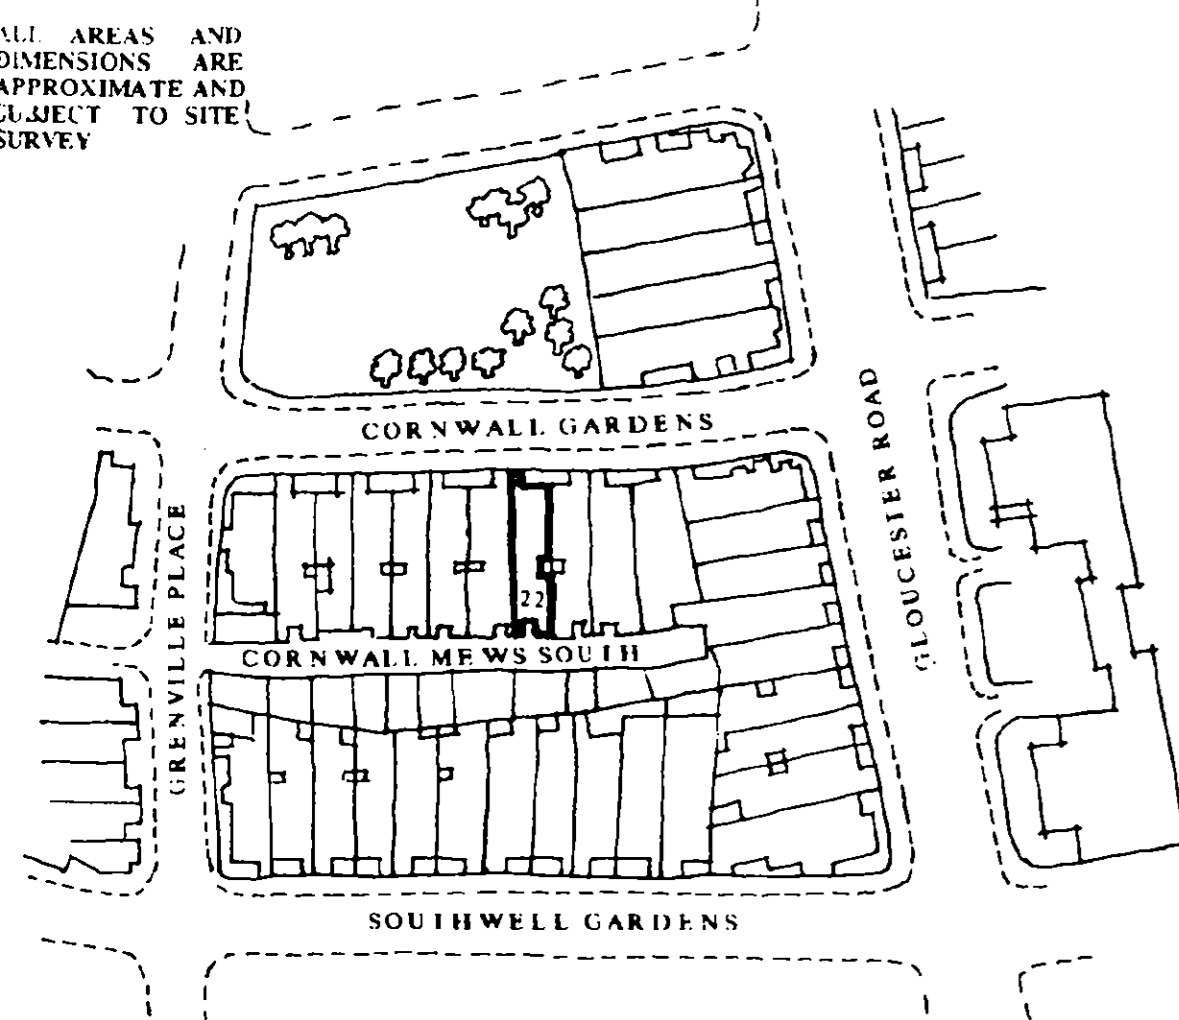 ALL AREAS AND
DIMENSIONS ARE
APPROXIMATE AND
SUBJECT TO SITE
SURVEY
CORNWALL GARDENS
GLOUCESTER ROAD
GRENVILLE PLACE
22
CORNWALL MEWS SOUTH
SOUTHWELL GARDENS